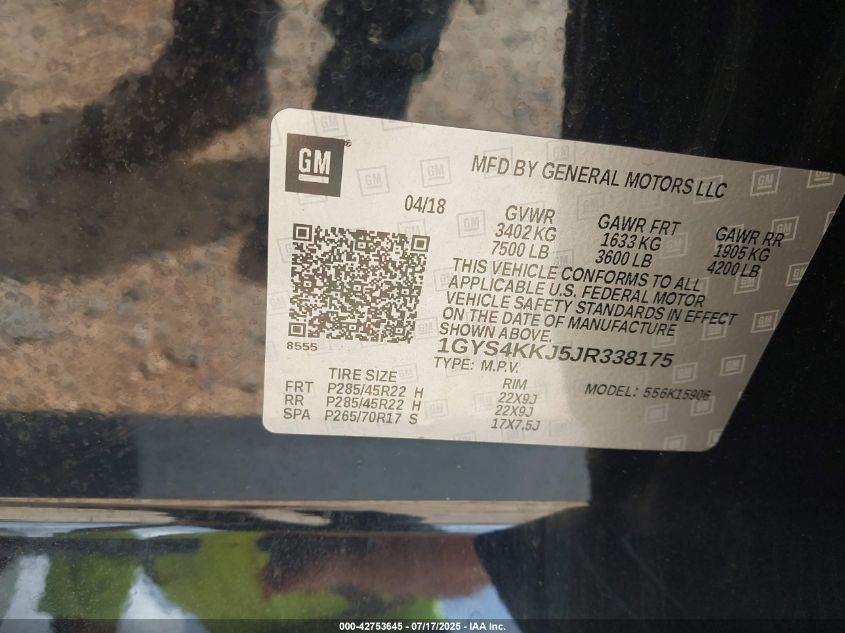 GM
MFD BY GENERAL MOTORS LLC
04/18
GVWR
3402 KG
7500 LB
GAWR FRT
1633 KG
3600 LB
GAWR RR
1905 KG
4200 LB
THIS VEHICLE CONFORMS TO ALL
APPLICABLE U.S. FEDERAL MOTOR
VEHICLE SAFETY STANDARDS IN EFFECT
ON THE DATE OF MANUFACTURE
SHOWN ABOVE.
8555
1GYS4KKJ5JR338175
TYPE: M.P.V.
MODEL: 556K15906
TIRE SIZE RIM
FRT P285/45R22 H 22X9J
RR P285/45R22 H 22X9J
SPA P265/70R17 S 17X7.5J
000-42753645 - 07/17/2025 - IAA Inc.